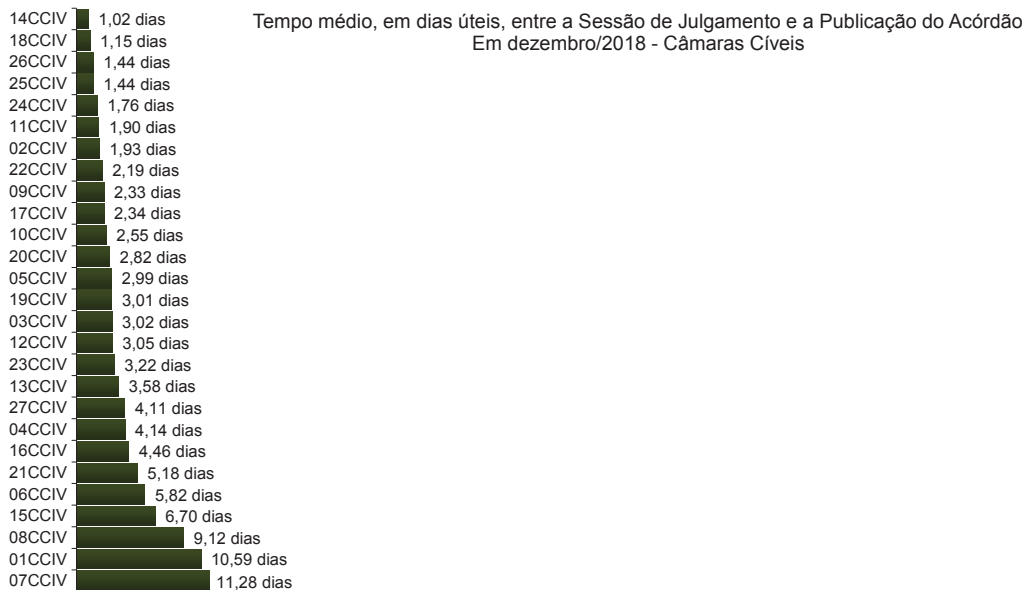 Tempo médio, em dias úteis, entre a Sessão de Julgamento e a Publicação do Acórdão
Em dezembro/2018 - Câmaras Cíveis
14CCIV 1,02 dias
18CCIV 1,15 dias
26CCIV 1,44 dias
25CCIV 1,44 dias
24CCIV 1,76 dias
11CCIV 1,90 dias
02CCIV 1,93 dias
22CCIV 2,19 dias
09CCIV 2,33 dias
17CCIV 2,34 dias
10CCIV 2,55 dias
20CCIV 2,82 dias
05CCIV 2,99 dias
19CCIV 3,01 dias
03CCIV 3,02 dias
12CCIV 3,05 dias
23CCIV 3,22 dias
13CCIV 3,58 dias
27CCIV 4,11 dias
04CCIV 4,14 dias
16CCIV 4,46 dias
21CCIV 5,18 dias
06CCIV 5,82 dias
15CCIV 6,70 dias
08CCIV 9,12 dias
01CCIV 10,59 dias
07CCIV 11,28 dias